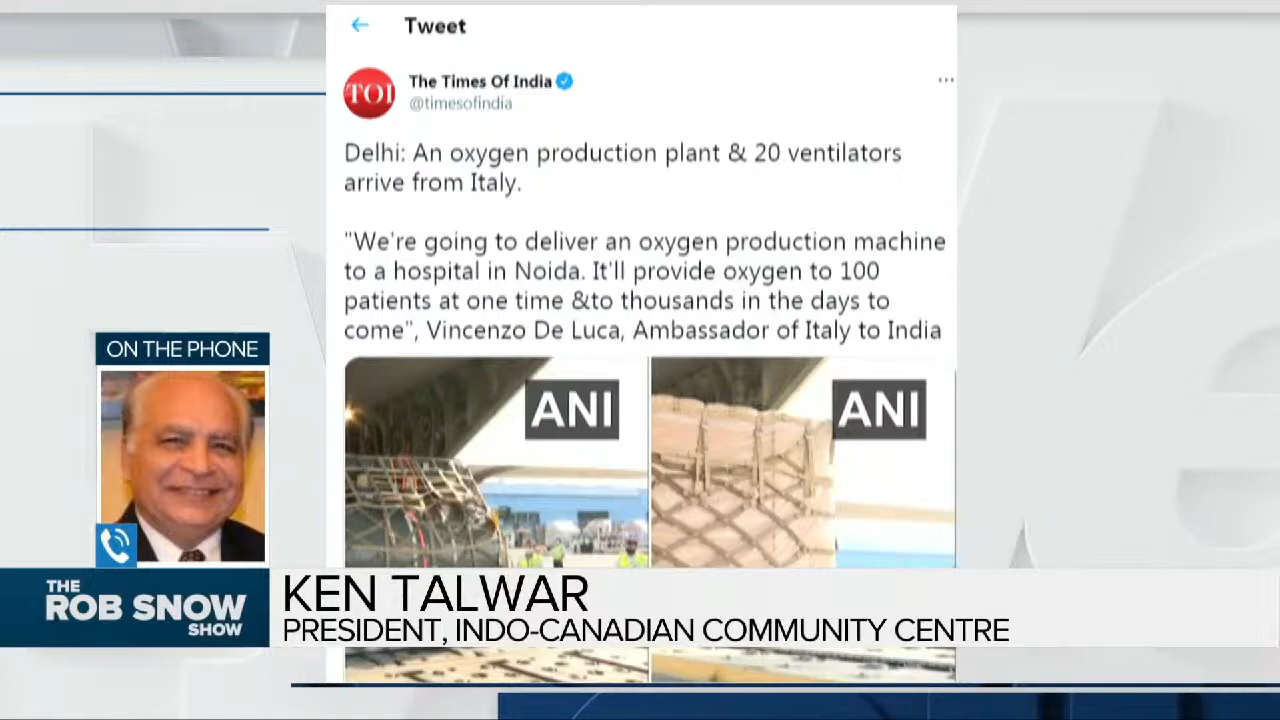 Tweet
TOI
The Times Of India
@timesofindia
Delhi: An oxygen production plant & 20 ventilators
arrive from Italy.
"We're going to deliver an oxygen production machine
to a hospital in Noida. It'll provide oxygen to 100
patients at one time &to thousands in the days to
come", Vincenzo De Luca, Ambassador of Italy to India
ANI
ANI
ON THE PHONE
THE
ROB SNOW
SHOW
KEN TALWAR
PRESIDENT, INDO-CANADIAN COMMUNITY CENTRE